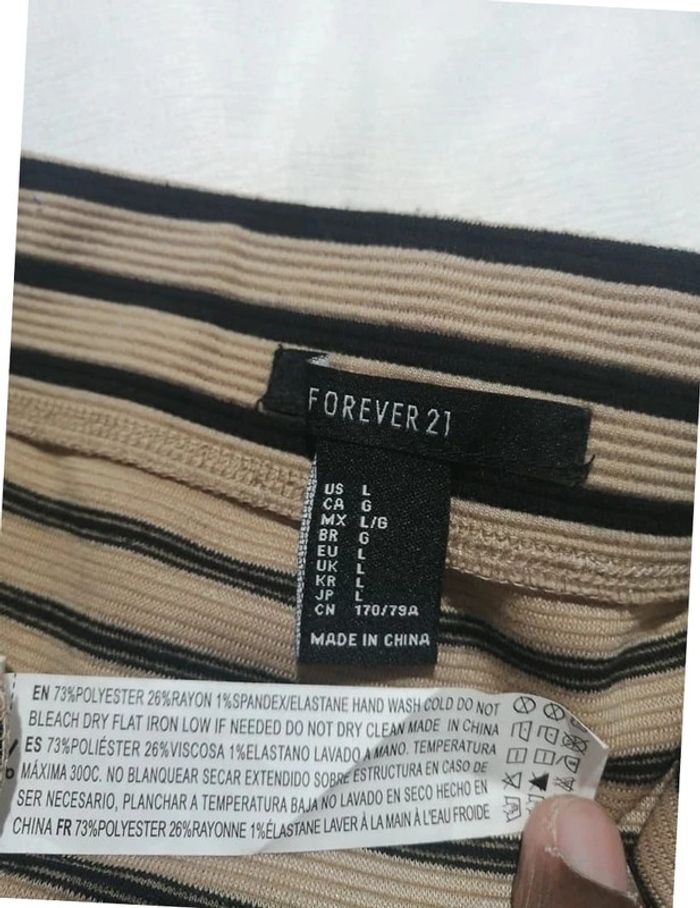 FOREVER 21
US L
CA G
MX L/G
BR G
EU L
UK L
KR L
JP L
CN 170/79A
MADE IN CHINA
EN 73%POLYESTER 26%RAYON 1%SPANDEX/ELASTANE HAND WASH COLD DO NOT
BLEACH DRY FLAT IRON LOW IF NEEDED DO NOT DRY CLEAN MADE IN CHINA
ES 73%POLIÉSTER 26%VISCOSA 1%ELASTANO LAVADO A MANO. TEMPERATURA
MÁXIMA 30OC. NO BLANQUEAR SECAR EXTENDIDO SOBRE ESTRUCTURA EN CASO DE
SER NECESARIO, PLANCHAR A TEMPERATURA BAJA NO LAVADO EN SECO HECHO EN
CHINA FR 73%POLYESTER 26%RAYONNE 1%ÉLASTANE LAVER À LA MAIN À L'EAU FROIDE